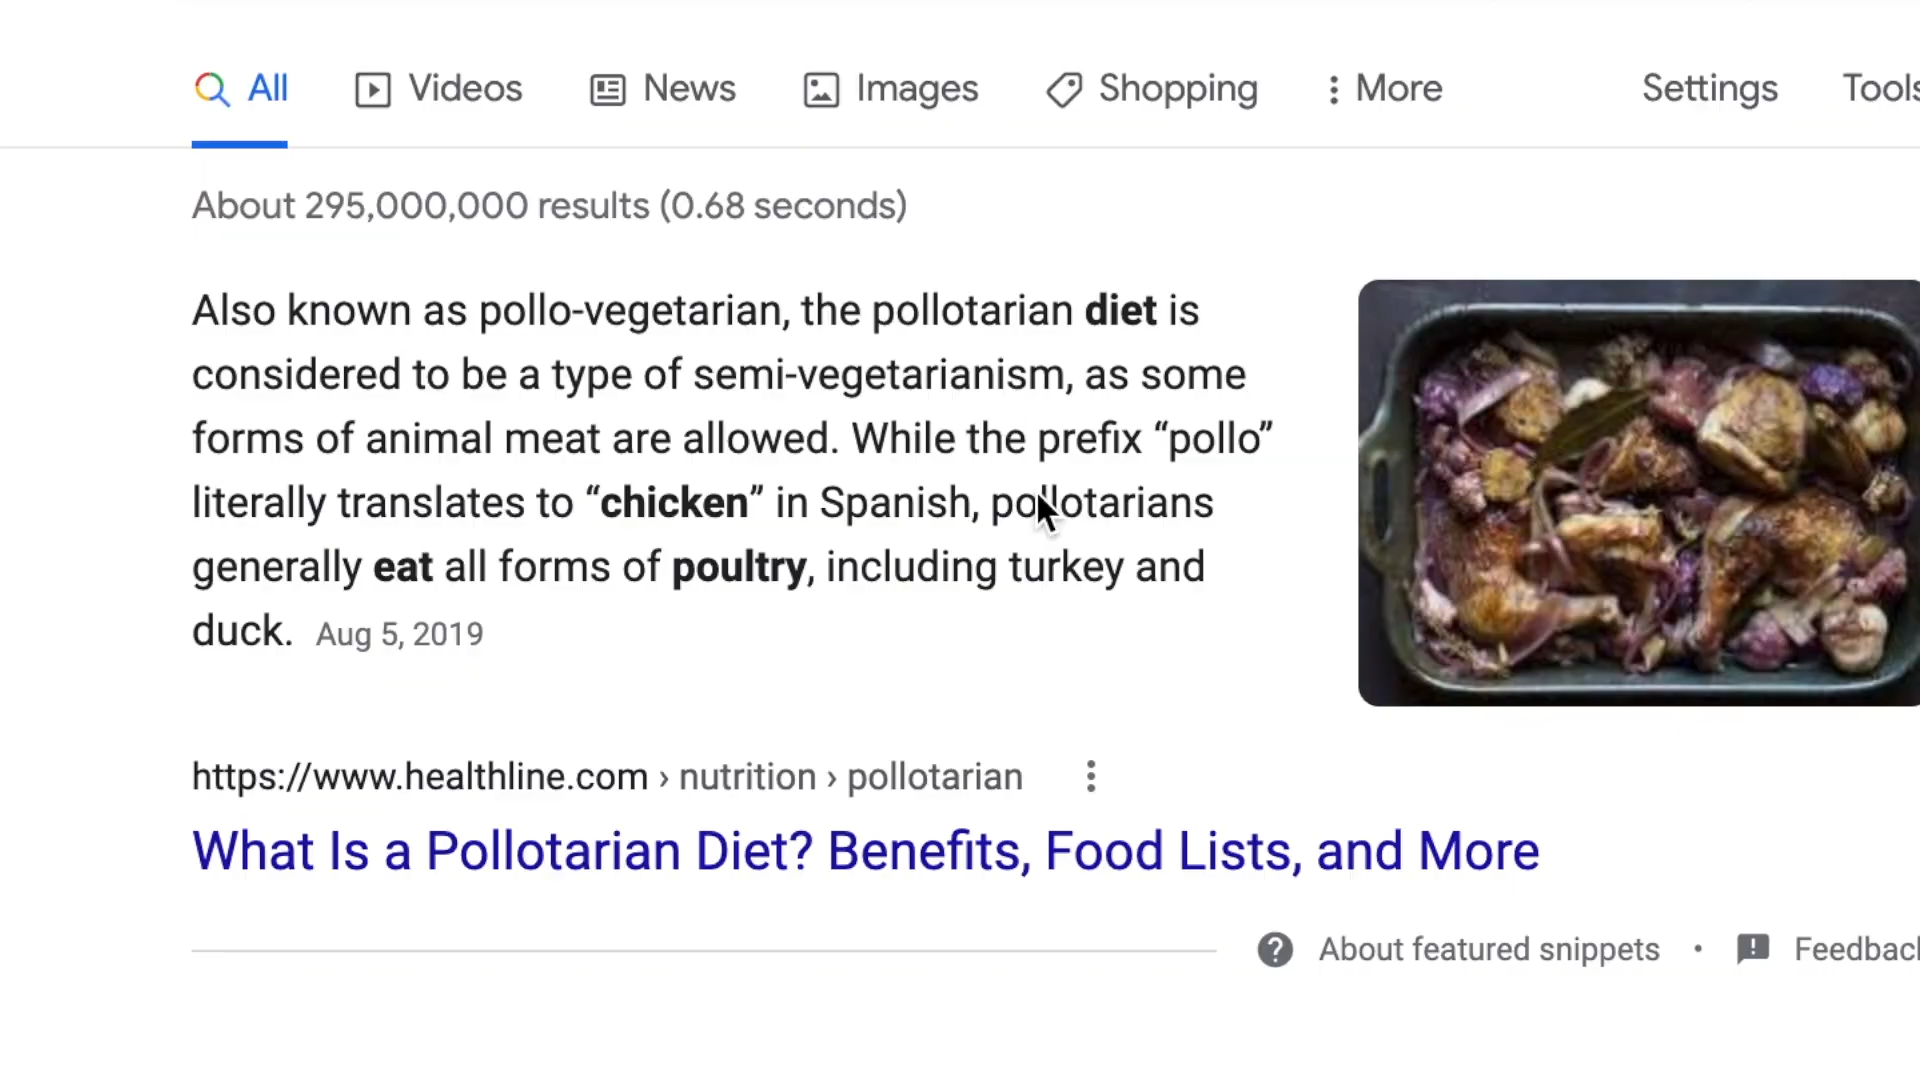 All Videos News Images Shopping More Settings Tools
About 295,000,000 results (0.68 seconds)
Also known as pollo-vegetarian, the pollotarian diet is
considered to be a type of semi-vegetarianism, as some
forms of animal meat are allowed. While the prefix “pollo”
literally translates to “chicken” in Spanish, pollotarians
generally eat all forms of poultry, including turkey and
duck. Aug 5, 2019
https://www.healthline.com › nutrition › pollotarian
What Is a Pollotarian Diet? Benefits, Food Lists, and More
About featured snippets • Feedback